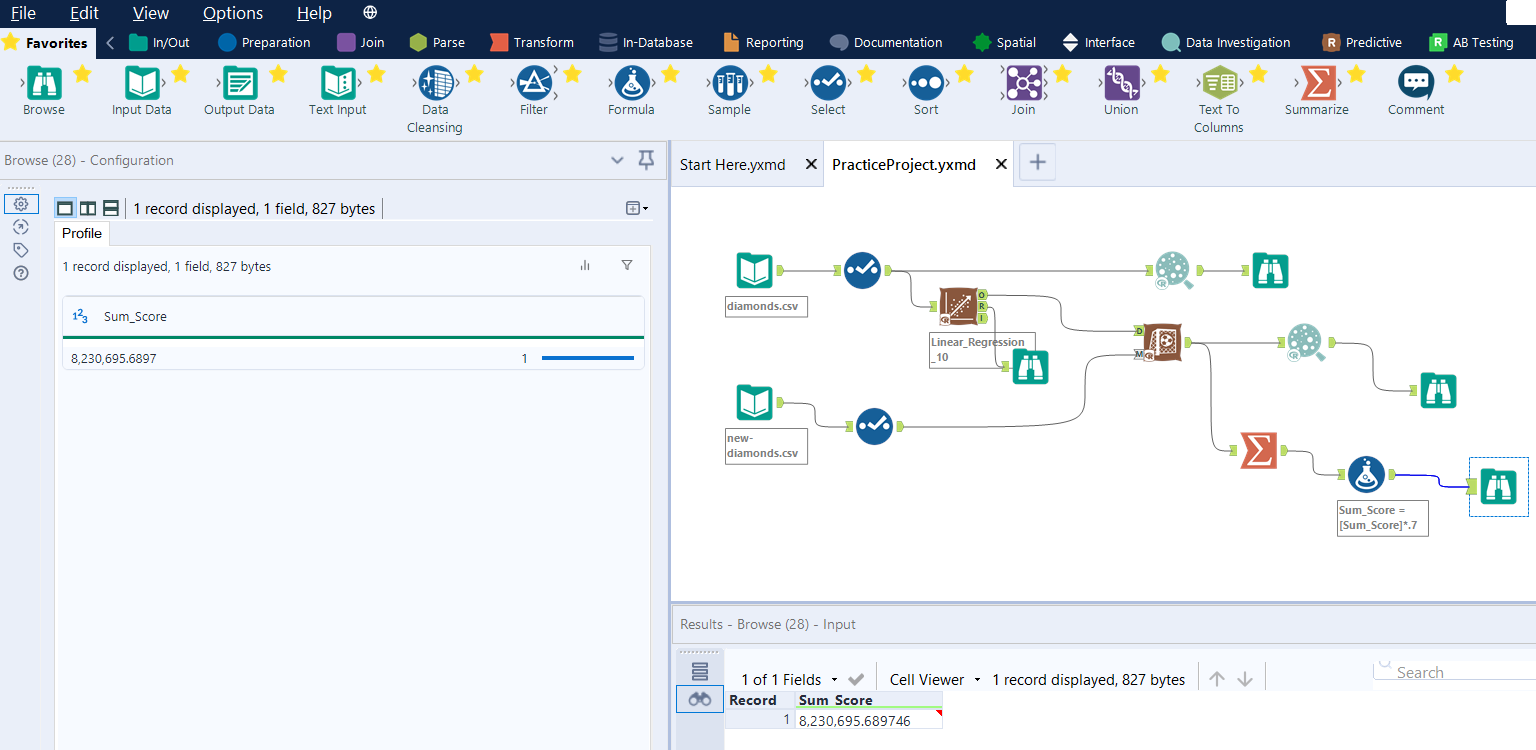 File Edit View Options Help
Favorites In/Out Preparation Join Parse Transform In-Database Reporting Documentation Spatial Interface Data Investigation Predictive AB Testing
Browse Input Data Output Data Text Input Data Cleansing Filter Formula Sample Select Sort Join Union Text To Columns Summarize Comment
Browse (28) - Configuration
1 record displayed, 1 field, 827 bytes
Profile
1 record displayed, 1 field, 827 bytes
123 Sum_Score
8,230,695.6897 1
Start Here.yxmd
PracticeProject.yxmd
diamonds.csv
O
R
I
Linear_Regression
_10
D
M
new-
diamonds.csv
Sum_Score =
[Sum_Score]*.7
Results - Browse (28) - Input
1 of 1 Fields Cell Viewer 1 record displayed, 827 bytes Search
Record Sum_Score
1 8,230,695.689746